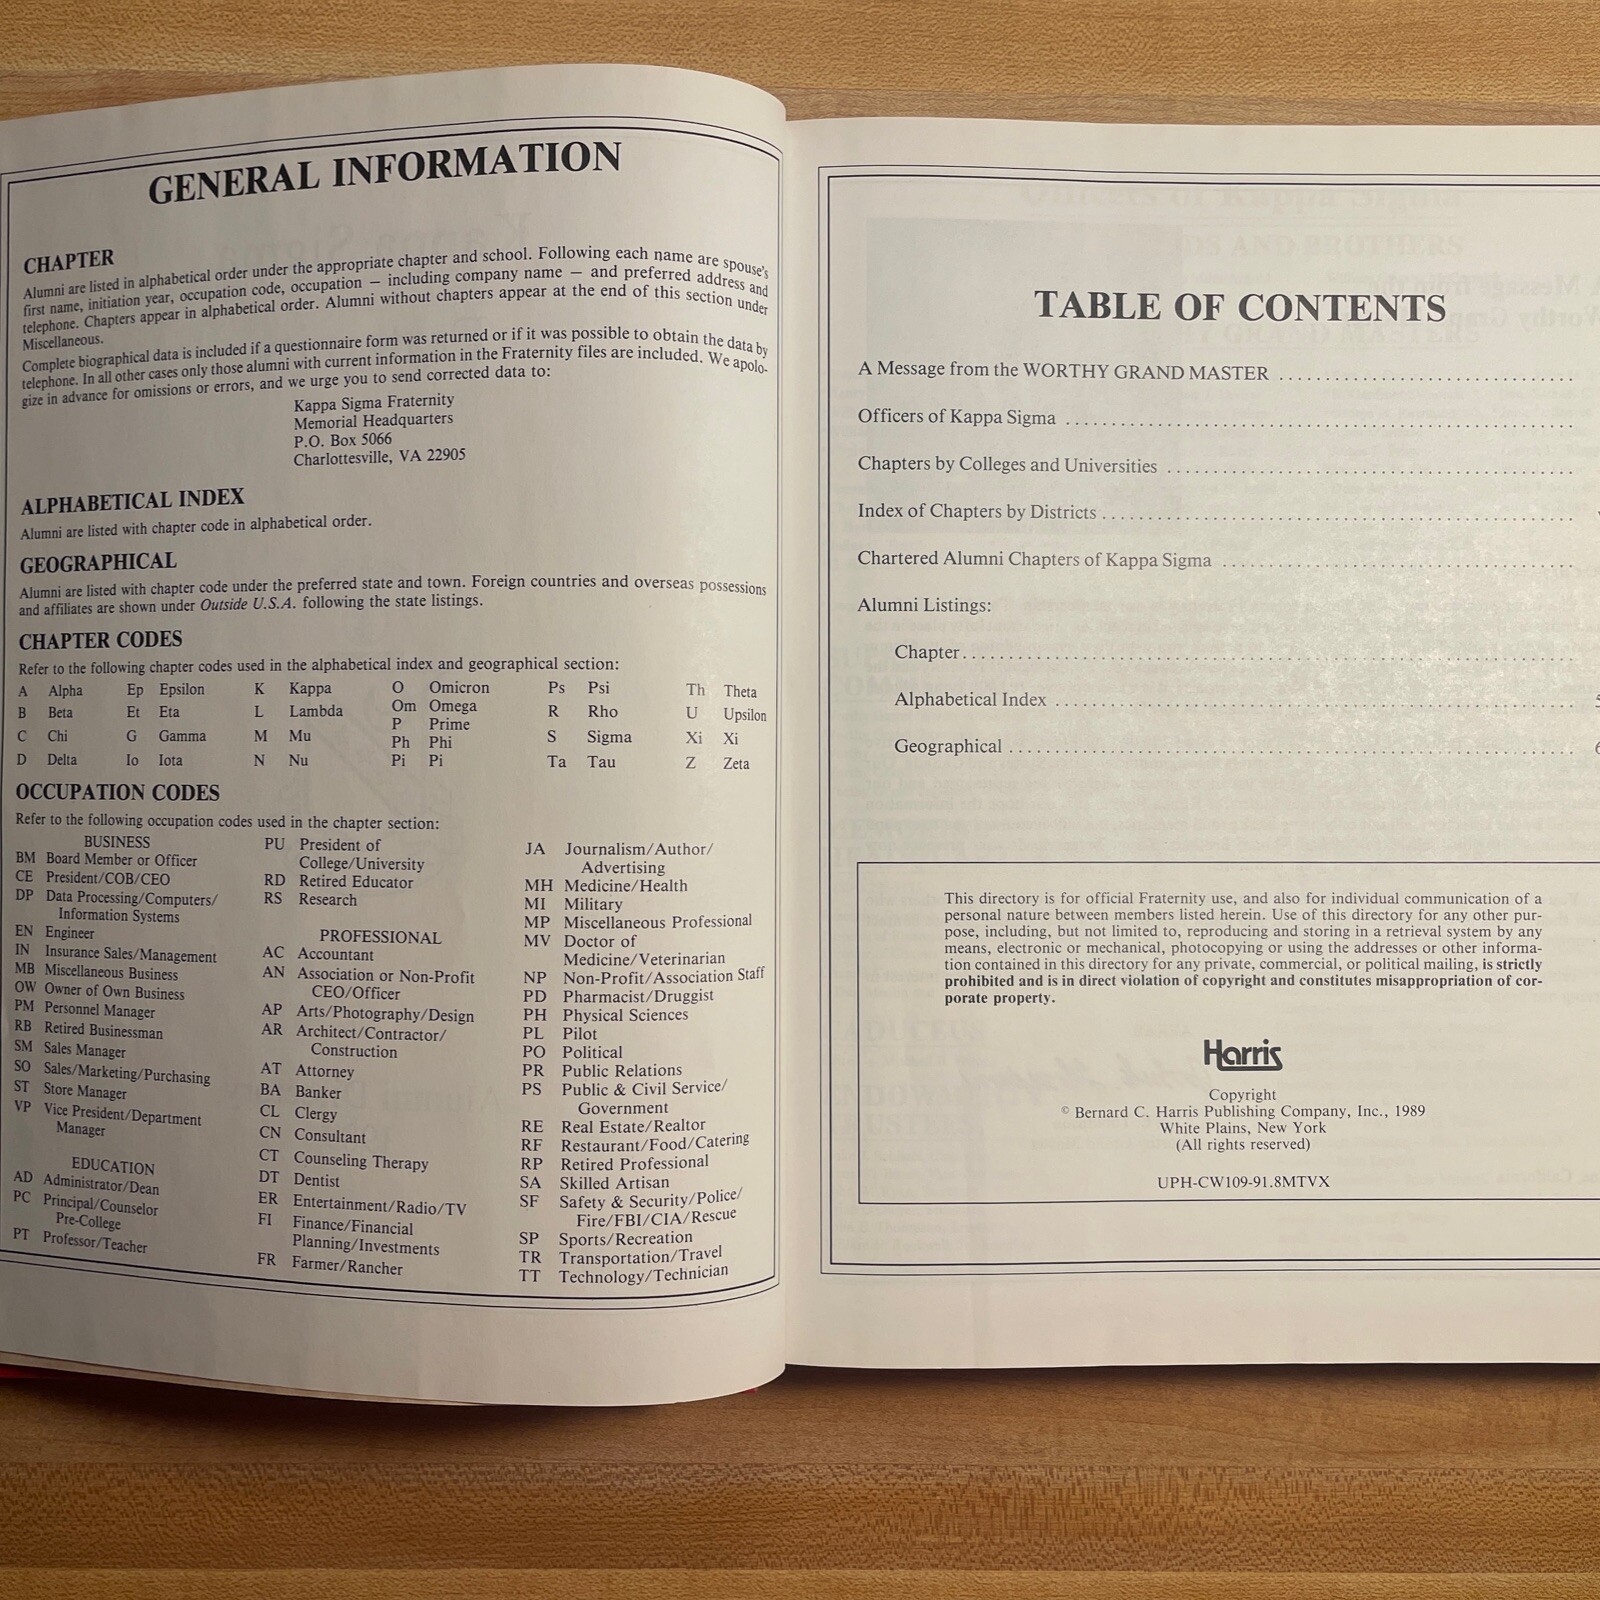 GENERAL INFORMATION
CHAPTER
Alumni are listed in alphabetical order under the appropriate chapter and school. Following each name are spouse's
first name, initiation year, occupation code, occupation — including company name — and preferred address and
telephone. Chapters appear in alphabetical order. Alumni without chapters appear at the end of this section under
Miscellaneous.
Complete biographical data is included if a questionnaire form was returned or if it was possible to obtain the data by
telephone. In all other cases only those alumni with current information in the Fraternity files are included. We apolo-
gize in advance for omissions or errors, and we urge you to send corrected data to:
Kappa Sigma Fraternity
Memorial Headquarters
P.O. Box 5066
Charlottesville, VA 22905
ALPHABETICAL INDEX
Alumni are listed with chapter code in alphabetical order.
GEOGRAPHICAL
Alumni are listed with chapter code under the preferred state and town. Foreign countries and overseas possessions
and affiliates are shown under Outside U.S.A. following the state listings.
CHAPTER CODES
Refer to the following chapter codes used in the alphabetical index and geographical section:
A Alpha
B Beta
C Chi
D Delta
Ep Epsilon
Et Eta
G Gamma
Io Iota
K Kappa
L Lambda
M Mu
N Nu
O Omicron
Om Omega
P Prime
Ph Phi
Pi Pi
Ps Psi
R Rho
S Sigma
Ta Tau
Th Theta
U Upsilon
Xi Xi
Z Zeta
OCCUPATION CODES
Refer to the following occupation codes used in the chapter section:
BUSINESS
BM Board Member or Officer
CE President/COB/CEO
DP Data Processing/Computers/
Information Systems
EN Engineer
IN Insurance Sales/Management
MB Miscellaneous Business
OW Owner of Own Business
PM Personnel Manager
RB Retired Businessman
SM Sales Manager
SO Sales/Marketing/Purchasing
ST Store Manager
VP Vice President/Department
Manager
EDUCATION
AD Administrator/Dean
PC Principal/Counselor
Pre-College
PT Professor/Teacher
PU President of
College/University
RD Retired Educator
RS Research
PROFESSIONAL
AC Accountant
AN Association or Non-Profit
CEO/Officer
AP Arts/Photography/Design
AR Architect/Contractor/
Construction
AT Attorney
BA Banker
CL Clergy
CN Consultant
CT Counseling Therapy
DT Dentist
ER Entertainment/Radio/TV
FI Finance/Financial
Planning/Investments
FR Farmer/Rancher
JA Journalism/Author/
Advertising
MH Medicine/Health
MI Military
MP Miscellaneous Professional
MV Doctor of
Medicine/Veterinarian
NP Non-Profit/Association Staff
PD Pharmacist/Druggist
PH Physical Sciences
PL Pilot
PO Political
PR Public Relations
PS Public & Civil Service/
Government
RE Real Estate/Realtor
RF Restaurant/Food/Catering
RP Retired Professional
SA Skilled Artisan
SF Safety & Security/Police/
Fire/FBI/CIA/Rescue
SP Sports/Recreation
TR Transportation/Travel
TT Technology/Technician
TABLE OF CONTENTS
A Message from the WORTHY GRAND MASTER
Officers of Kappa Sigma
Chapters by Colleges and Universities
Index of Chapters by Districts
Chartered Alumni Chapters of Kappa Sigma
Alumni Listings:
Chapter
Alphabetical Index
Geographical
This directory is for official Fraternity use, and also for individual communication of a
personal nature between members listed herein. Use of this directory for any other pur-
pose, including, but not limited to, reproducing and storing in a retrieval system by any
means, electronic or mechanical, photocopying or using the addresses or other informa-
tion contained in this directory for any private, commercial, or political mailing, is strictly
prohibited and is in direct violation of copyright and constitutes misappropriation of cor-
porate property.
Harris
Copyright
© Bernard C. Harris Publishing Company, Inc., 1989
White Plains, New York
(All rights reserved)
UPH-CW109-91.8MTVX